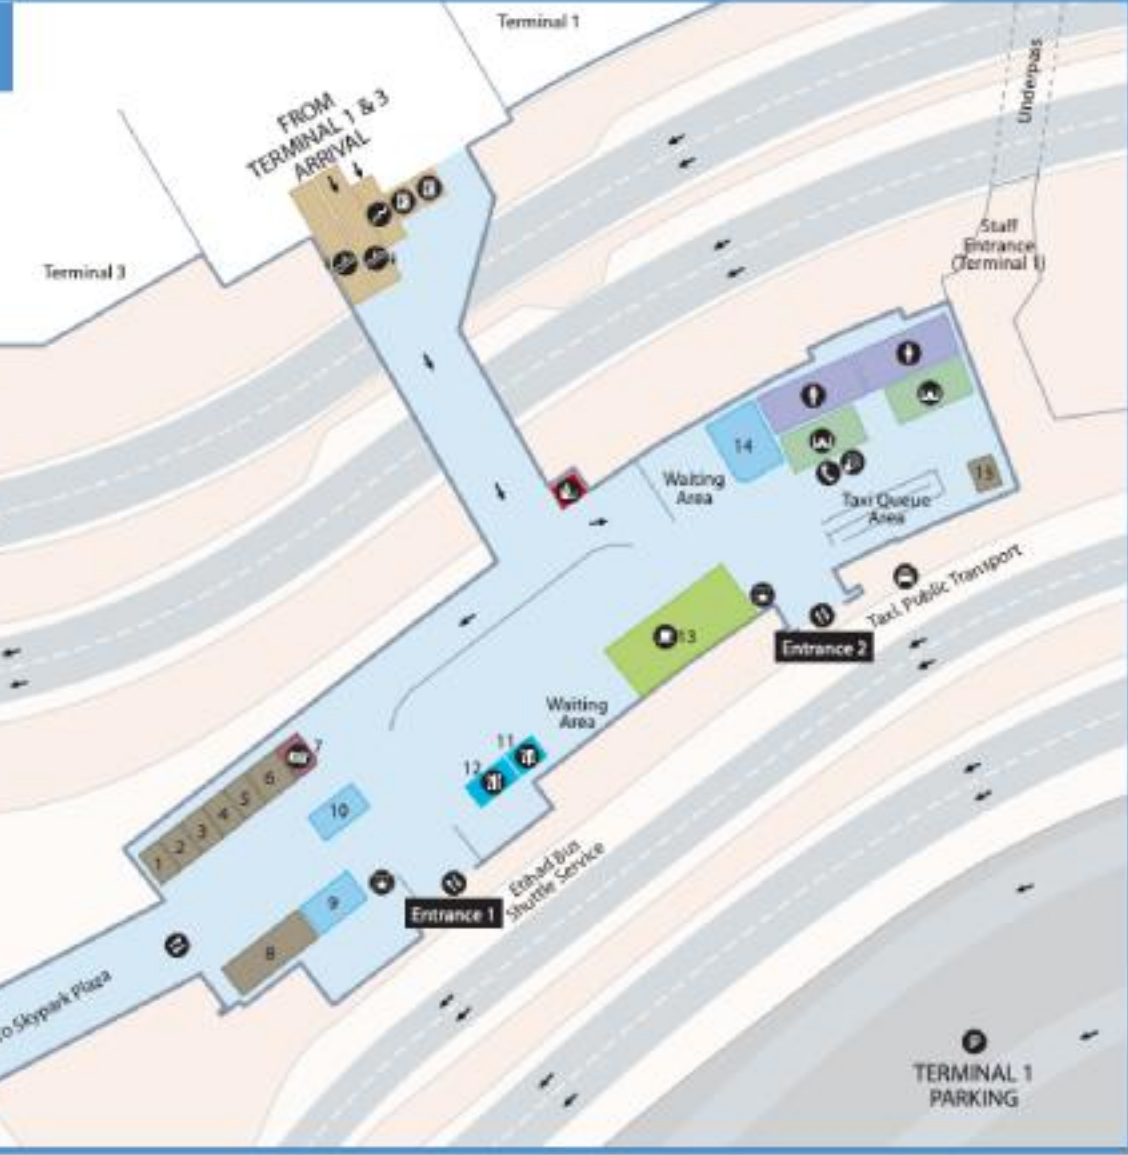 Terminal 1
Underpass
FROM
TERMINAL 1 & 3
ARRIVAL
Staff
Entrance
(Terminal 1)
Terminal 3
14
Waiting
Area
15
Taxi Queue
Area
Taxi, Public Transport
13
Entrance 2
Waiting
Area
11
12
7
6
5
4
3
2
1
10
Etihad Bus
Shuttle Service
9
Entrance 1
8
To Skypark Plaza
P
TERMINAL 1
PARKING